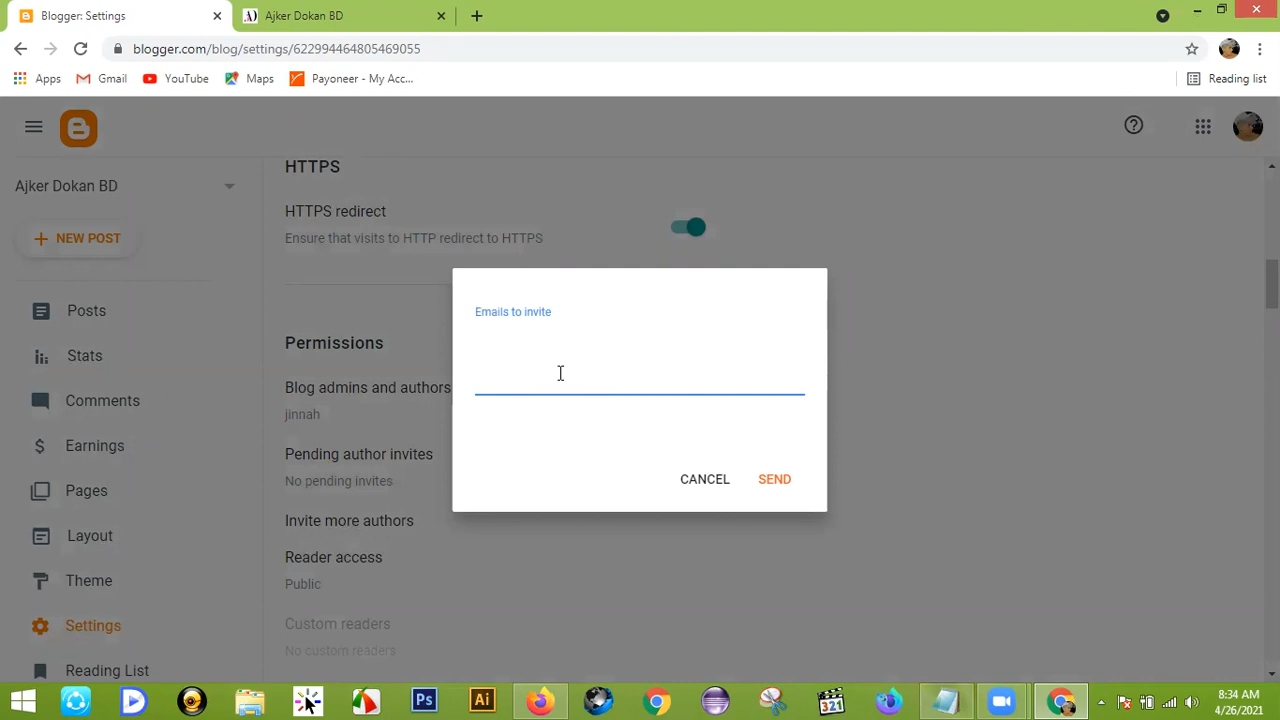 Blogger: Settings
Ajker Dokan BD
blogger.com/blog/settings/622994464805469055
Apps
Gmail
YouTube
Maps
Payoneer - My Acc...
Reading list
Ajker Dokan BD
NEW POST
Posts
Stats
Comments
Earnings
Pages
Layout
Theme
Settings
Reading List
HTTPS
HTTPS redirect
Ensure that visits to HTTP redirect to HTTPS
Permissions
Blog admins and authors
jinnah
Pending author invites
No pending invites
Invite more authors
Reader access
Public
Custom readers
No custom readers
Emails to invite
CANCEL
SEND
Ps
Ai
321
8:34 AM
4/26/2021